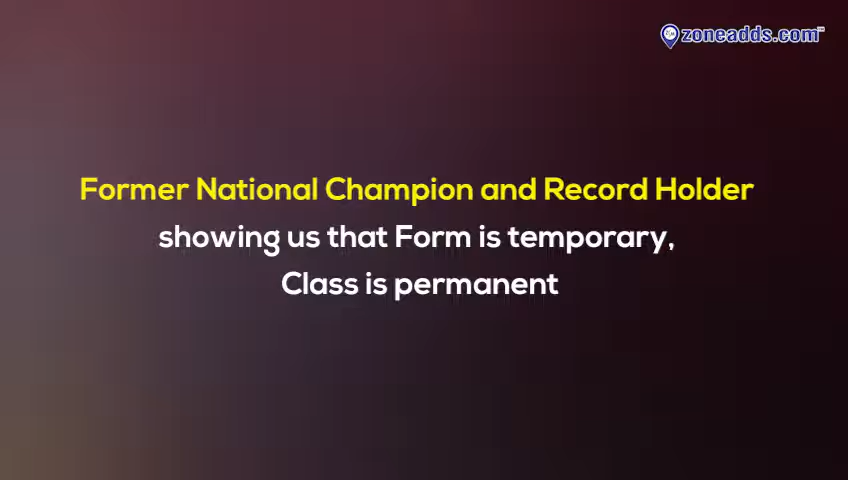 zoneadds.com
Former National Champion and Record Holder
showing us that Form is temporary,
Class is permanent